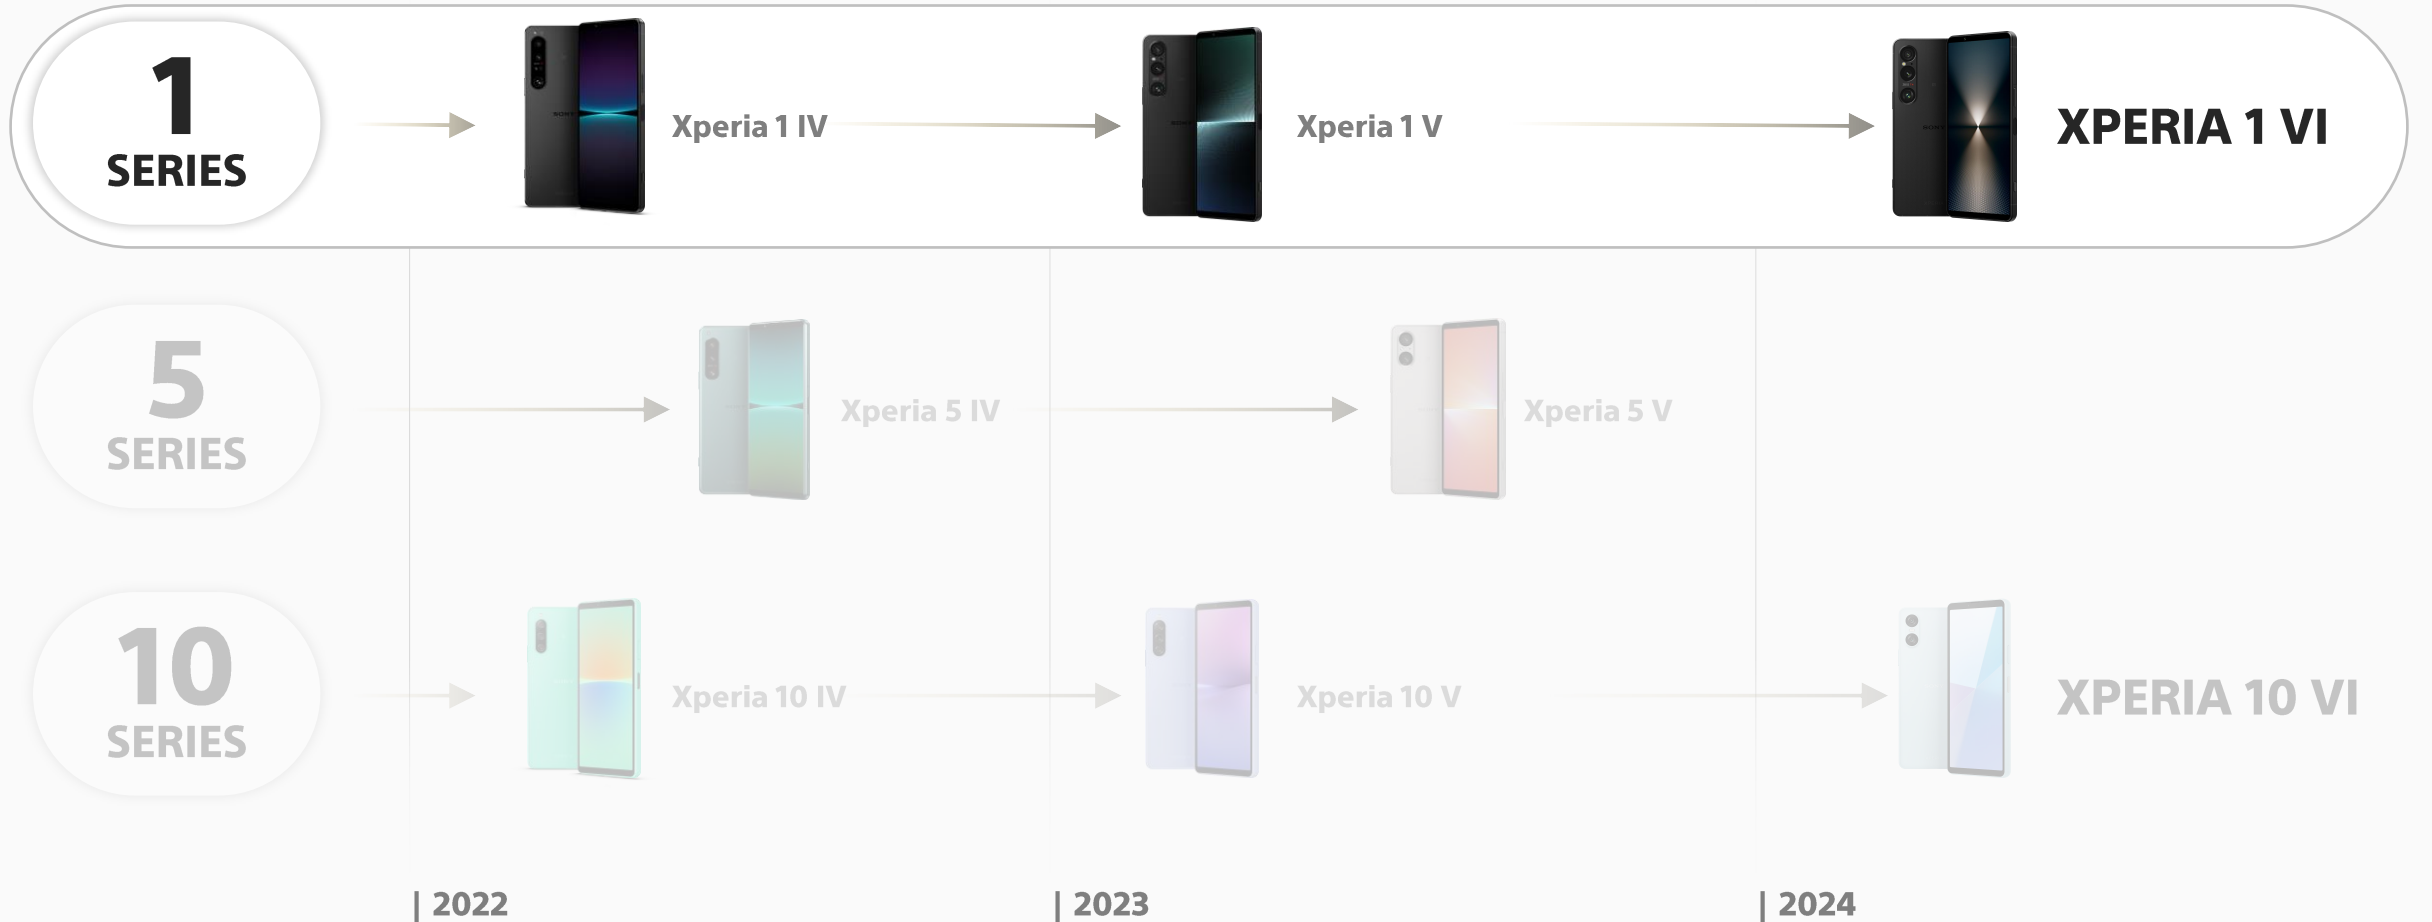 1
SERIES
Xperia 1 IV
Xperia 1 V
XPERIA 1 VI
5
SERIES
Xperia 5 IV
Xperia 5 V
10
SERIES
Xperia 10 IV
Xperia 10 V
XPERIA 10 VI
| 2022
| 2023
| 2024